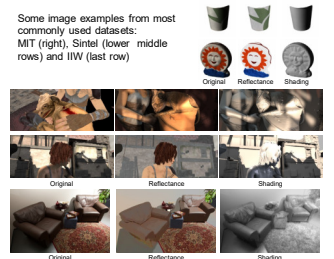 Some image examples from most
commonly used datasets:
MIT (right), Sintel (lower middle
rows) and IIW (last row)
Original Reflectance Shading
Original Reflectance Shading
Original Reflectance Shading